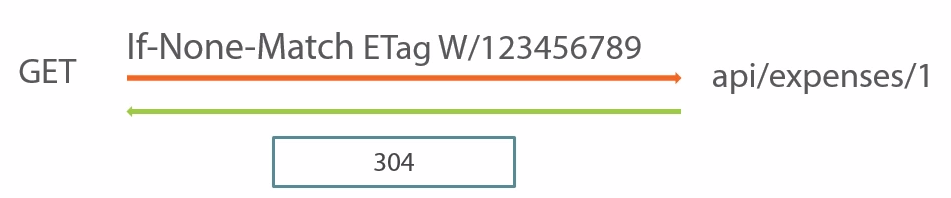 If-None-Match ETag W/123456789
GET
api/expenses/1
304